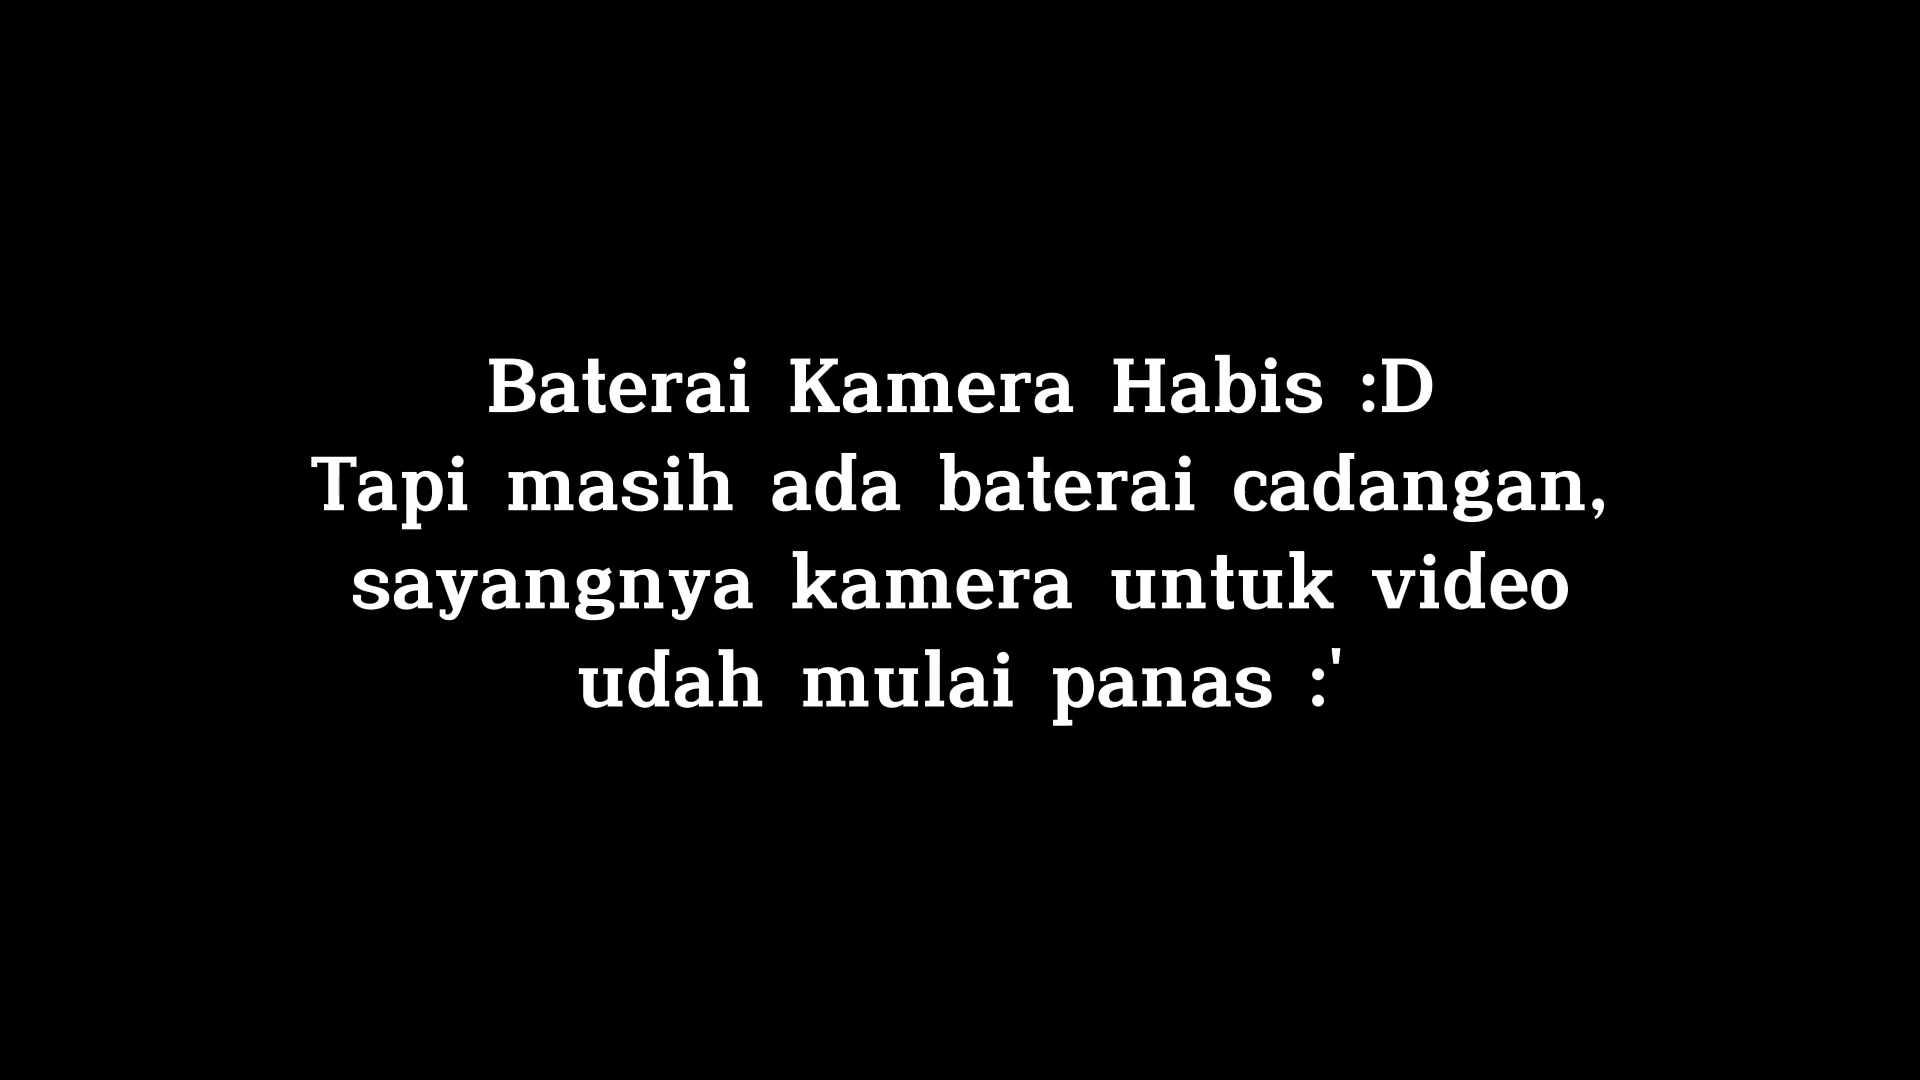 Baterai Kamera Habis :D
Tapi masih ada baterai cadangan,
sayangnya kamera untuk video
udah mulai panas :'